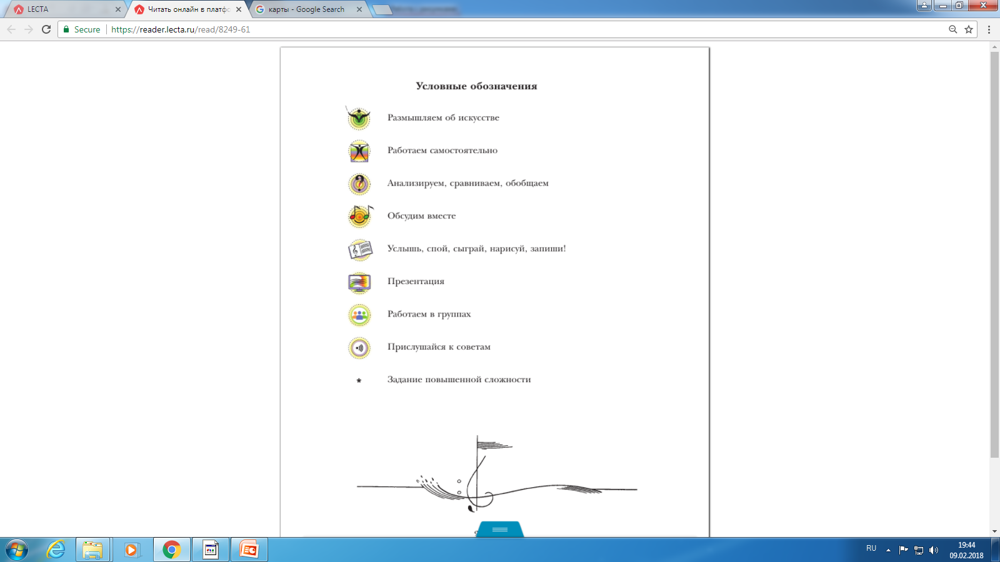 LECTA
Читать онлайн в платфо
карты - Google Search
Secure
https://reader.lecta.ru/read/8249-61
Условные обозначения
Размышляем об искусстве
Работаем самостоятельно
Анализируем, сравниваем, обобщаем
Обсудим вместе
Услышь, спой, сыграй, нарисуй, запиши!
Презентация
Работаем в группах
Прислушайся к советам
* Задание повышенной сложности
RU
19:44
09.02.2018